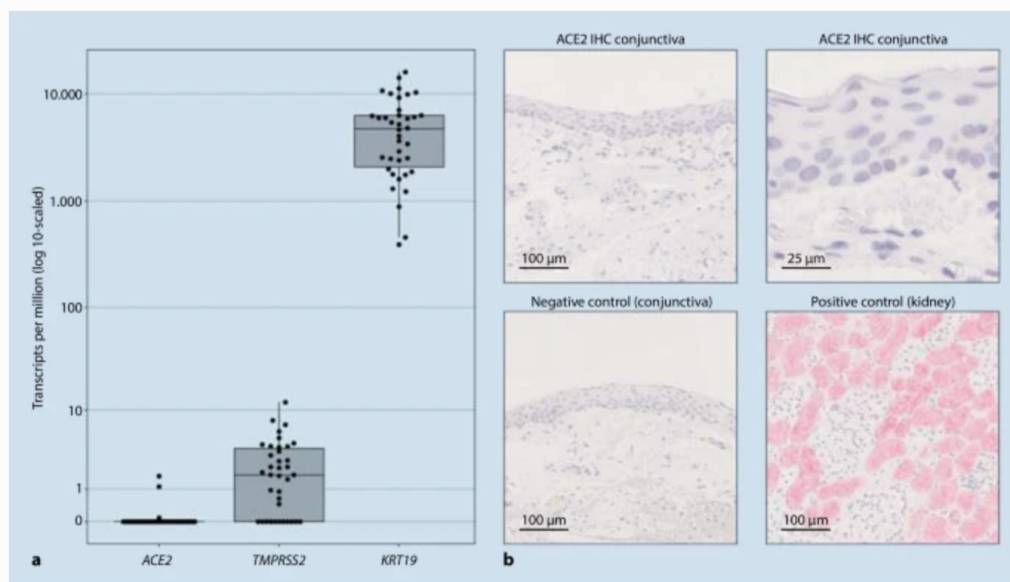 10.000
1.000
100
10
1
0
Transcripts per million (log 10-scaled)
ACE2 TMPRSS2 KRT19
a
ACE2 IHC conjunctiva
100 µm
ACE2 IHC conjunctiva
25 µm
Negative control (conjunctiva)
100 µm
Positive control (kidney)
100 µm
b